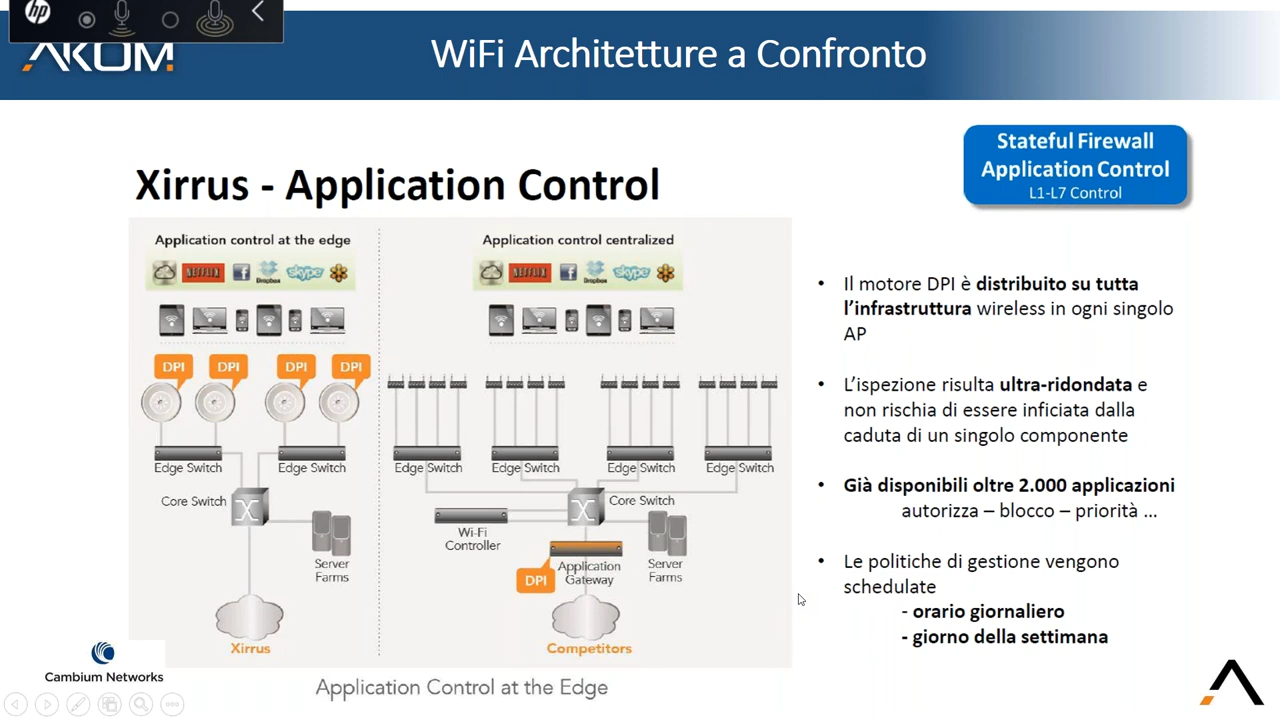 hp
AKOM
WiFi Architetture a Confronto
Stateful Firewall
Application Control
L1-L7 Control
Xirrus - Application Control
Application control at the edge
Application control centralized
NETFLIX
f
Dropbox
skype
NETFLIX
f
Dropbox
skype
DPI
DPI
DPI
DPI
Edge Switch
Edge Switch
Core Switch
Server
Farms
Xirrus
Edge Switch
Edge Switch
Edge Switch
Edge Switch
Core Switch
Wi-Fi
Controller
Application
Gateway
DPI
Server
Farms
Competitors
Application Control at the Edge
• Il motore DPI è distribuito su tutta
l’infrastruttura wireless in ogni singolo
AP
• L’ispezione risulta ultra-ridondata e
non rischia di essere inficiata dalla
caduta di un singolo componente
• Già disponibili oltre 2.000 applicazioni
autorizza – blocco – priorità ...
• Le politiche di gestione vengono
schedulate
- orario giornaliero
- giorno della settimana
Cambium Networks